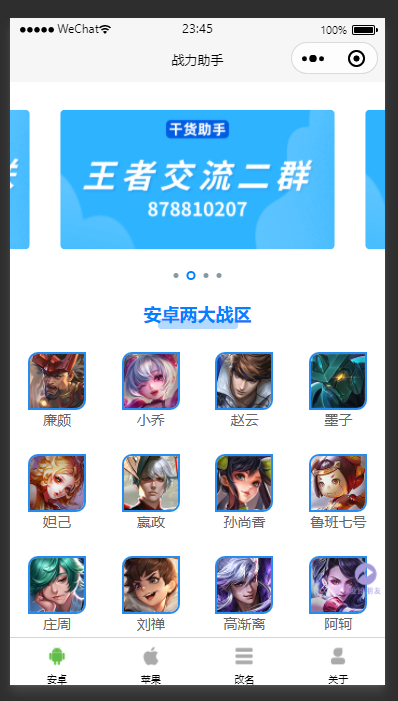 WeChat
23:45
100%
战力助手
干货助手
王者交流二群
878810207
安卓两大战区
廉颇
小乔
赵云
墨子
妲己
嬴政
孙尚香
鲁班七号
庄周
刘禅
高渐离
阿轲
安卓
苹果
改名
关于